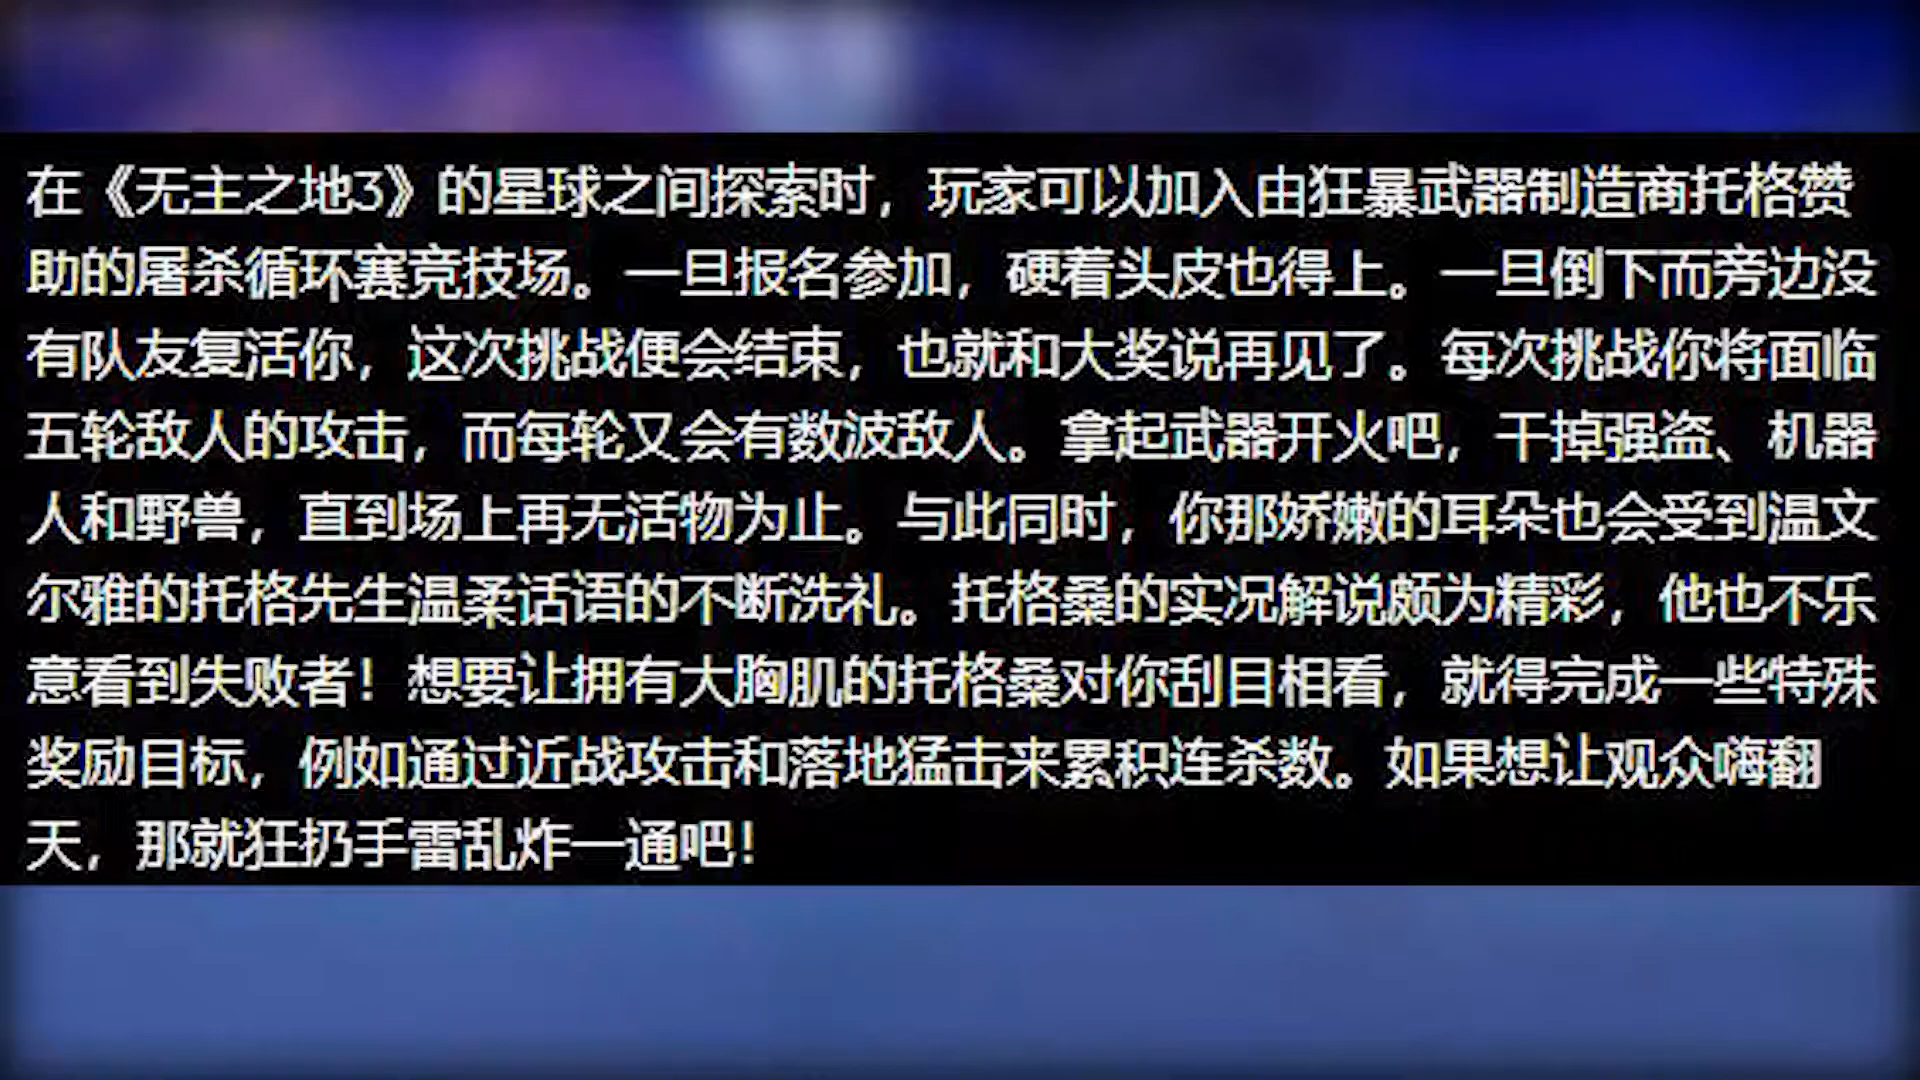 在《无主之地3》的星球之间探索时，玩家可以加入由狂暴武器制造商托格赞
助的屠杀循环赛竞技场。一旦报名参加，硬着头皮也得上。一旦倒下而旁边没
有队友复活你，这次挑战便会结束，也就和大奖说再见了。每次挑战你将面临
五轮敌人的攻击，而每轮又会有数波敌人。拿起武器开火吧，干掉强盗、机器
人和野兽，直到场上再无活物为止。与此同时，你那娇嫩的耳朵也会受到温文
尔雅的托格先生温柔话语的不断洗礼。托格桑的实况解说颇为精彩，他也不乐
意看到失败者！想要让拥有大胸肌的托格桑对你刮目相看，就得完成一些特殊
奖励目标，例如通过近战攻击和落地猛击来累积连杀数。如果想让观众嗨翻
天，那就狂扔手雷乱炸一通吧！